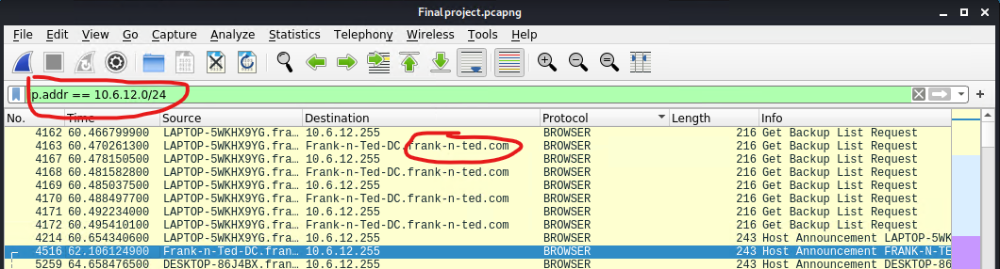 Final project.pcapng
File Edit View Go Capture Analyze Statistics Telephony Wireless Tools Help
p.addr == 10.6.12.0/24
No. Time Source Destination Protocol Length Info
4162 60.466799900 LAPTOP-5WKHX9YG.fra… 10.6.12.255 BROWSER 216 Get Backup List Request
4163 60.470261300 LAPTOP-5WKHX9YG.fra… Frank-n-Ted-DC.frank-n-ted.com BROWSER 216 Get Backup List Request
4167 60.478150500 LAPTOP-5WKHX9YG.fra… 10.6.12.255 BROWSER 216 Get Backup List Request
4168 60.481582800 LAPTOP-5WKHX9YG.fra… Frank-n-Ted-DC.frank-n-ted.com BROWSER 216 Get Backup List Request
4169 60.485037500 LAPTOP-5WKHX9YG.fra… 10.6.12.255 BROWSER 216 Get Backup List Request
4170 60.488497700 LAPTOP-5WKHX9YG.fra… Frank-n-Ted-DC.frank-n-ted.com BROWSER 216 Get Backup List Request
4171 60.492234000 LAPTOP-5WKHX9YG.fra… 10.6.12.255 BROWSER 216 Get Backup List Request
4172 60.495410100 LAPTOP-5WKHX9YG.fra… Frank-n-Ted-DC.frank-n-ted.com BROWSER 216 Get Backup List Request
4214 60.654340600 LAPTOP-5WKHX9YG.fra… 10.6.12.255 BROWSER 243 Host Announcement LAPTOP-5WK
4516 62.106124900 Frank-n-Ted-DC.fran… 10.6.12.255 BROWSER 243 Host Announcement FRANK-N-TE
5259 64.658476500 DESKTOP-86J4BX.fran… 10.6.12.255 BROWSER 243 Host Announcement DESKTOP-86